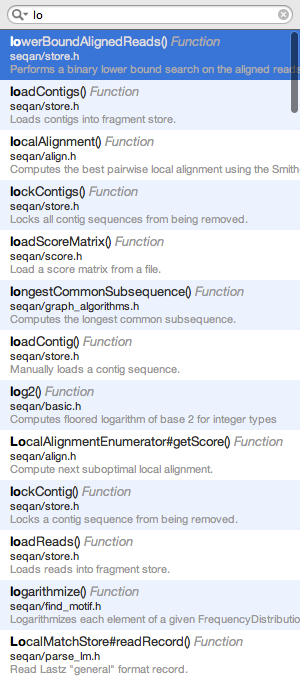 lo
lowerBoundAlignedReads() Function
seqan/store.h
Performs a binary lower bound search on the aligned reads
loadContigs() Function
seqan/store.h
Loads contigs into fragment store.
localAlignment() Function
seqan/align.h
Computes the best pairwise local alignment using the Smith
lockContigs() Function
seqan/store.h
Locks all contig sequences from being removed.
loadScoreMatrix() Function
seqan/score.h
Load a score matrix from a file.
longestCommonSubsequence() Function
seqan/graph_algorithms.h
Computes the longest common subsequence.
loadContig() Function
seqan/store.h
Manually loads a contig sequence.
log2() Function
seqan/basic.h
Computes floored logarithm of base 2 for integer types
LocalAlignmentEnumerator#getScore() Function
seqan/align.h
Compute next suboptimal local alignment.
lockContig() Function
seqan/store.h
Locks a contig sequence from being removed.
loadReads() Function
seqan/store.h
Loads reads into fragment store.
logarithmize() Function
seqan/find_motif.h
Logarithmizes each element of a given FrequencyDistributio
LocalMatchStore#readRecord() Function
seqan/parse_lm.h
Read Lastz "general" format record.